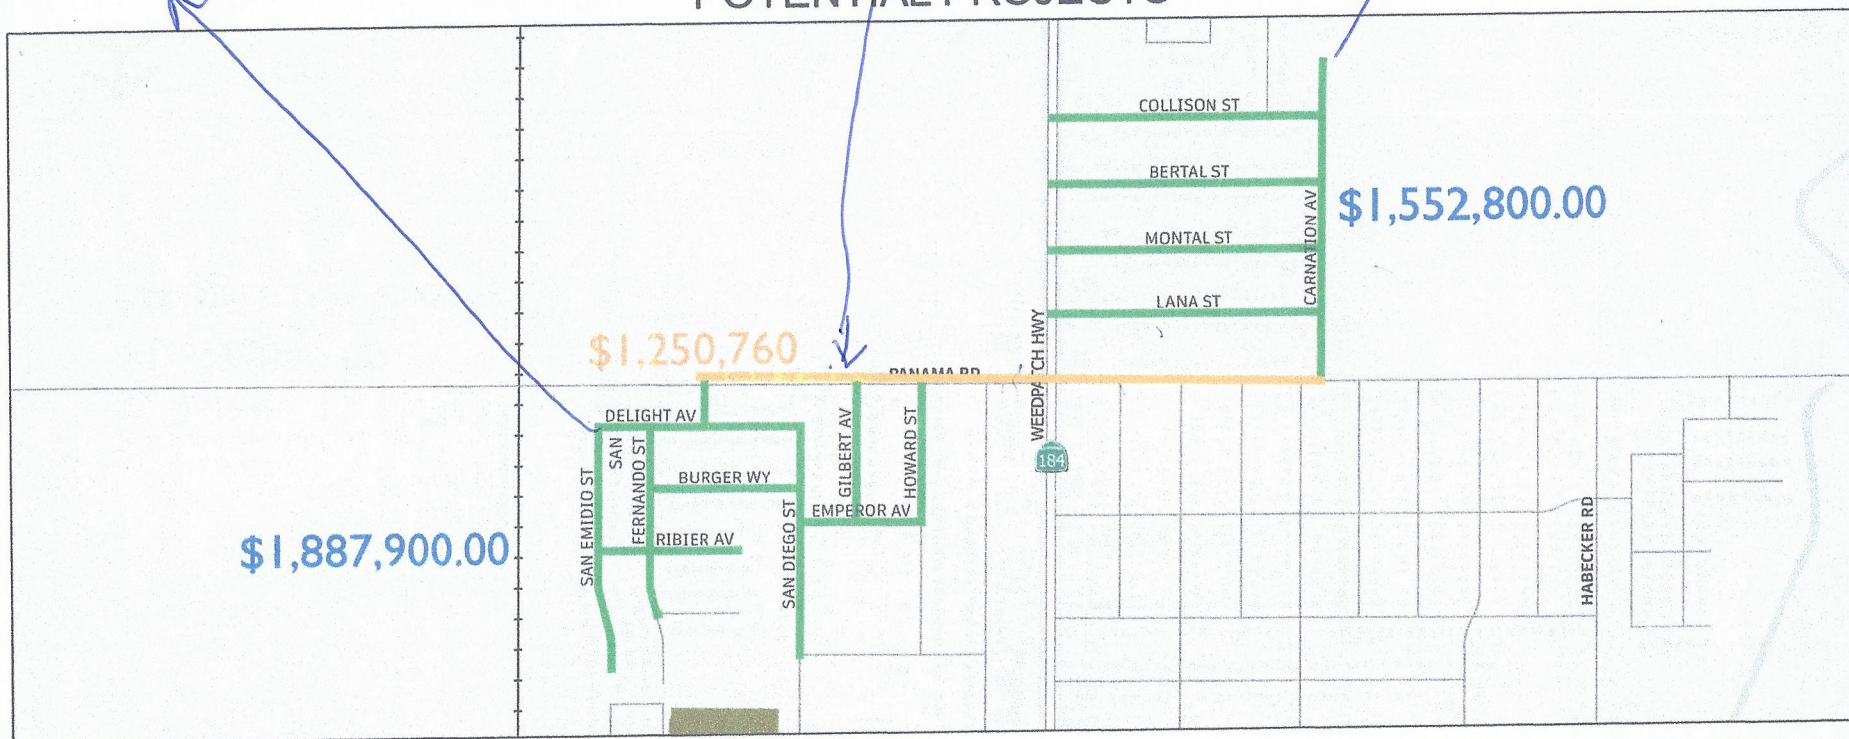 POTENTIAL PROJECTS
COLLISON ST
BERTAL ST
CARNATION AV
$1,552,800.00
MONTAL ST
LANA ST
WEEDPATCH HWY
$1,250,760
PANAMA RD
DELIGHT AV
SAN
FERNANDO ST
GILBERT AV
HOWARD ST
184
BURGER WY
SAN EMIDIO ST
EMPEROR AV
SAN DIEGO ST
HABECKER RD
RIBIER AV
$1,887,900.00